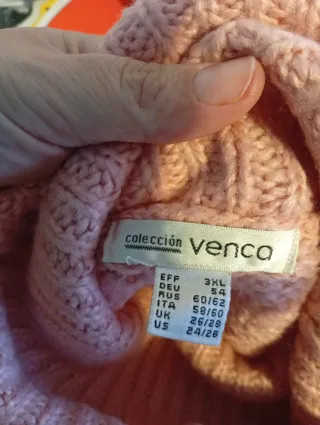 colección venca
EFP 3XL
DEU 54
RUS 60/62
ITA 58/60
UK 26/28
US 24/26